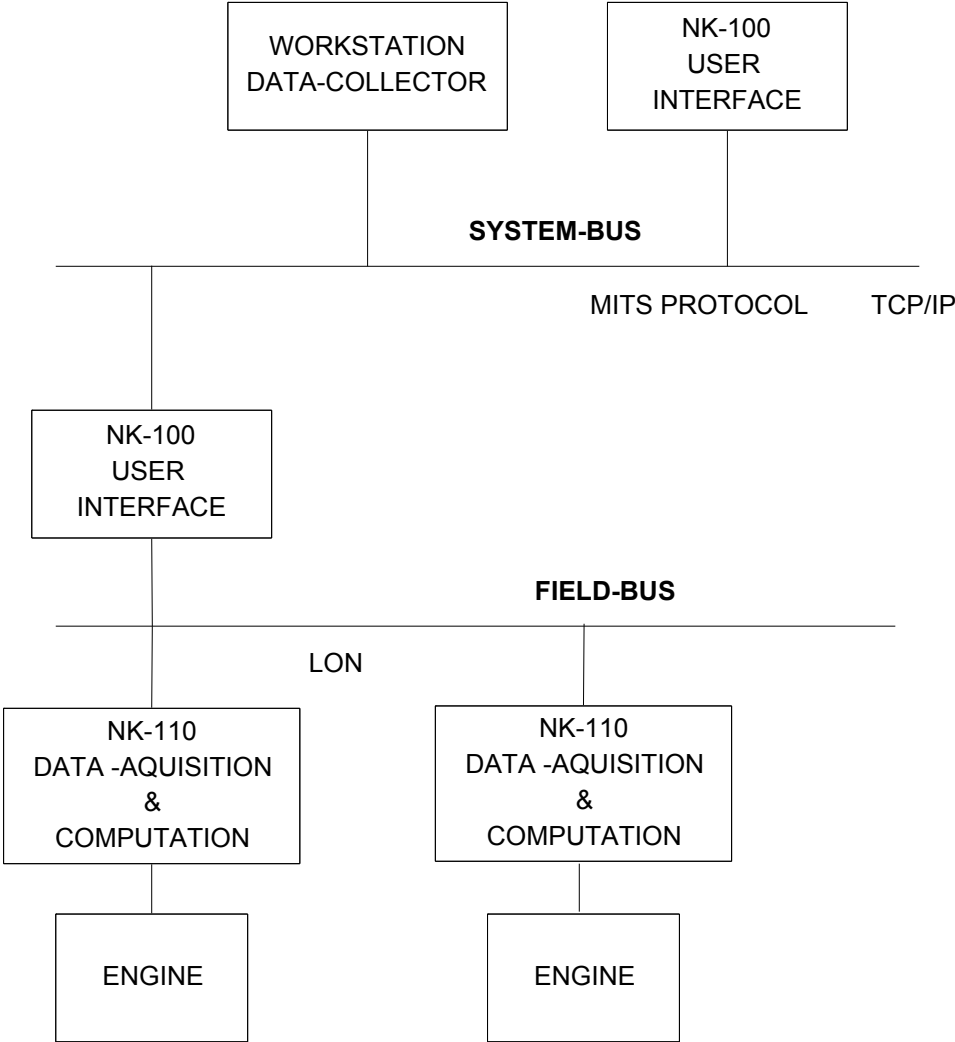 WORKSTATION
DATA-COLLECTOR
NK-100
USER
INTERFACE
SYSTEM-BUS
MITS PROTOCOL TCP/IP
NK-100
USER
INTERFACE
FIELD-BUS
LON
NK-110
DATA -AQUISITION
&
COMPUTATION
NK-110
DATA -AQUISITION
&
COMPUTATION
ENGINE
ENGINE